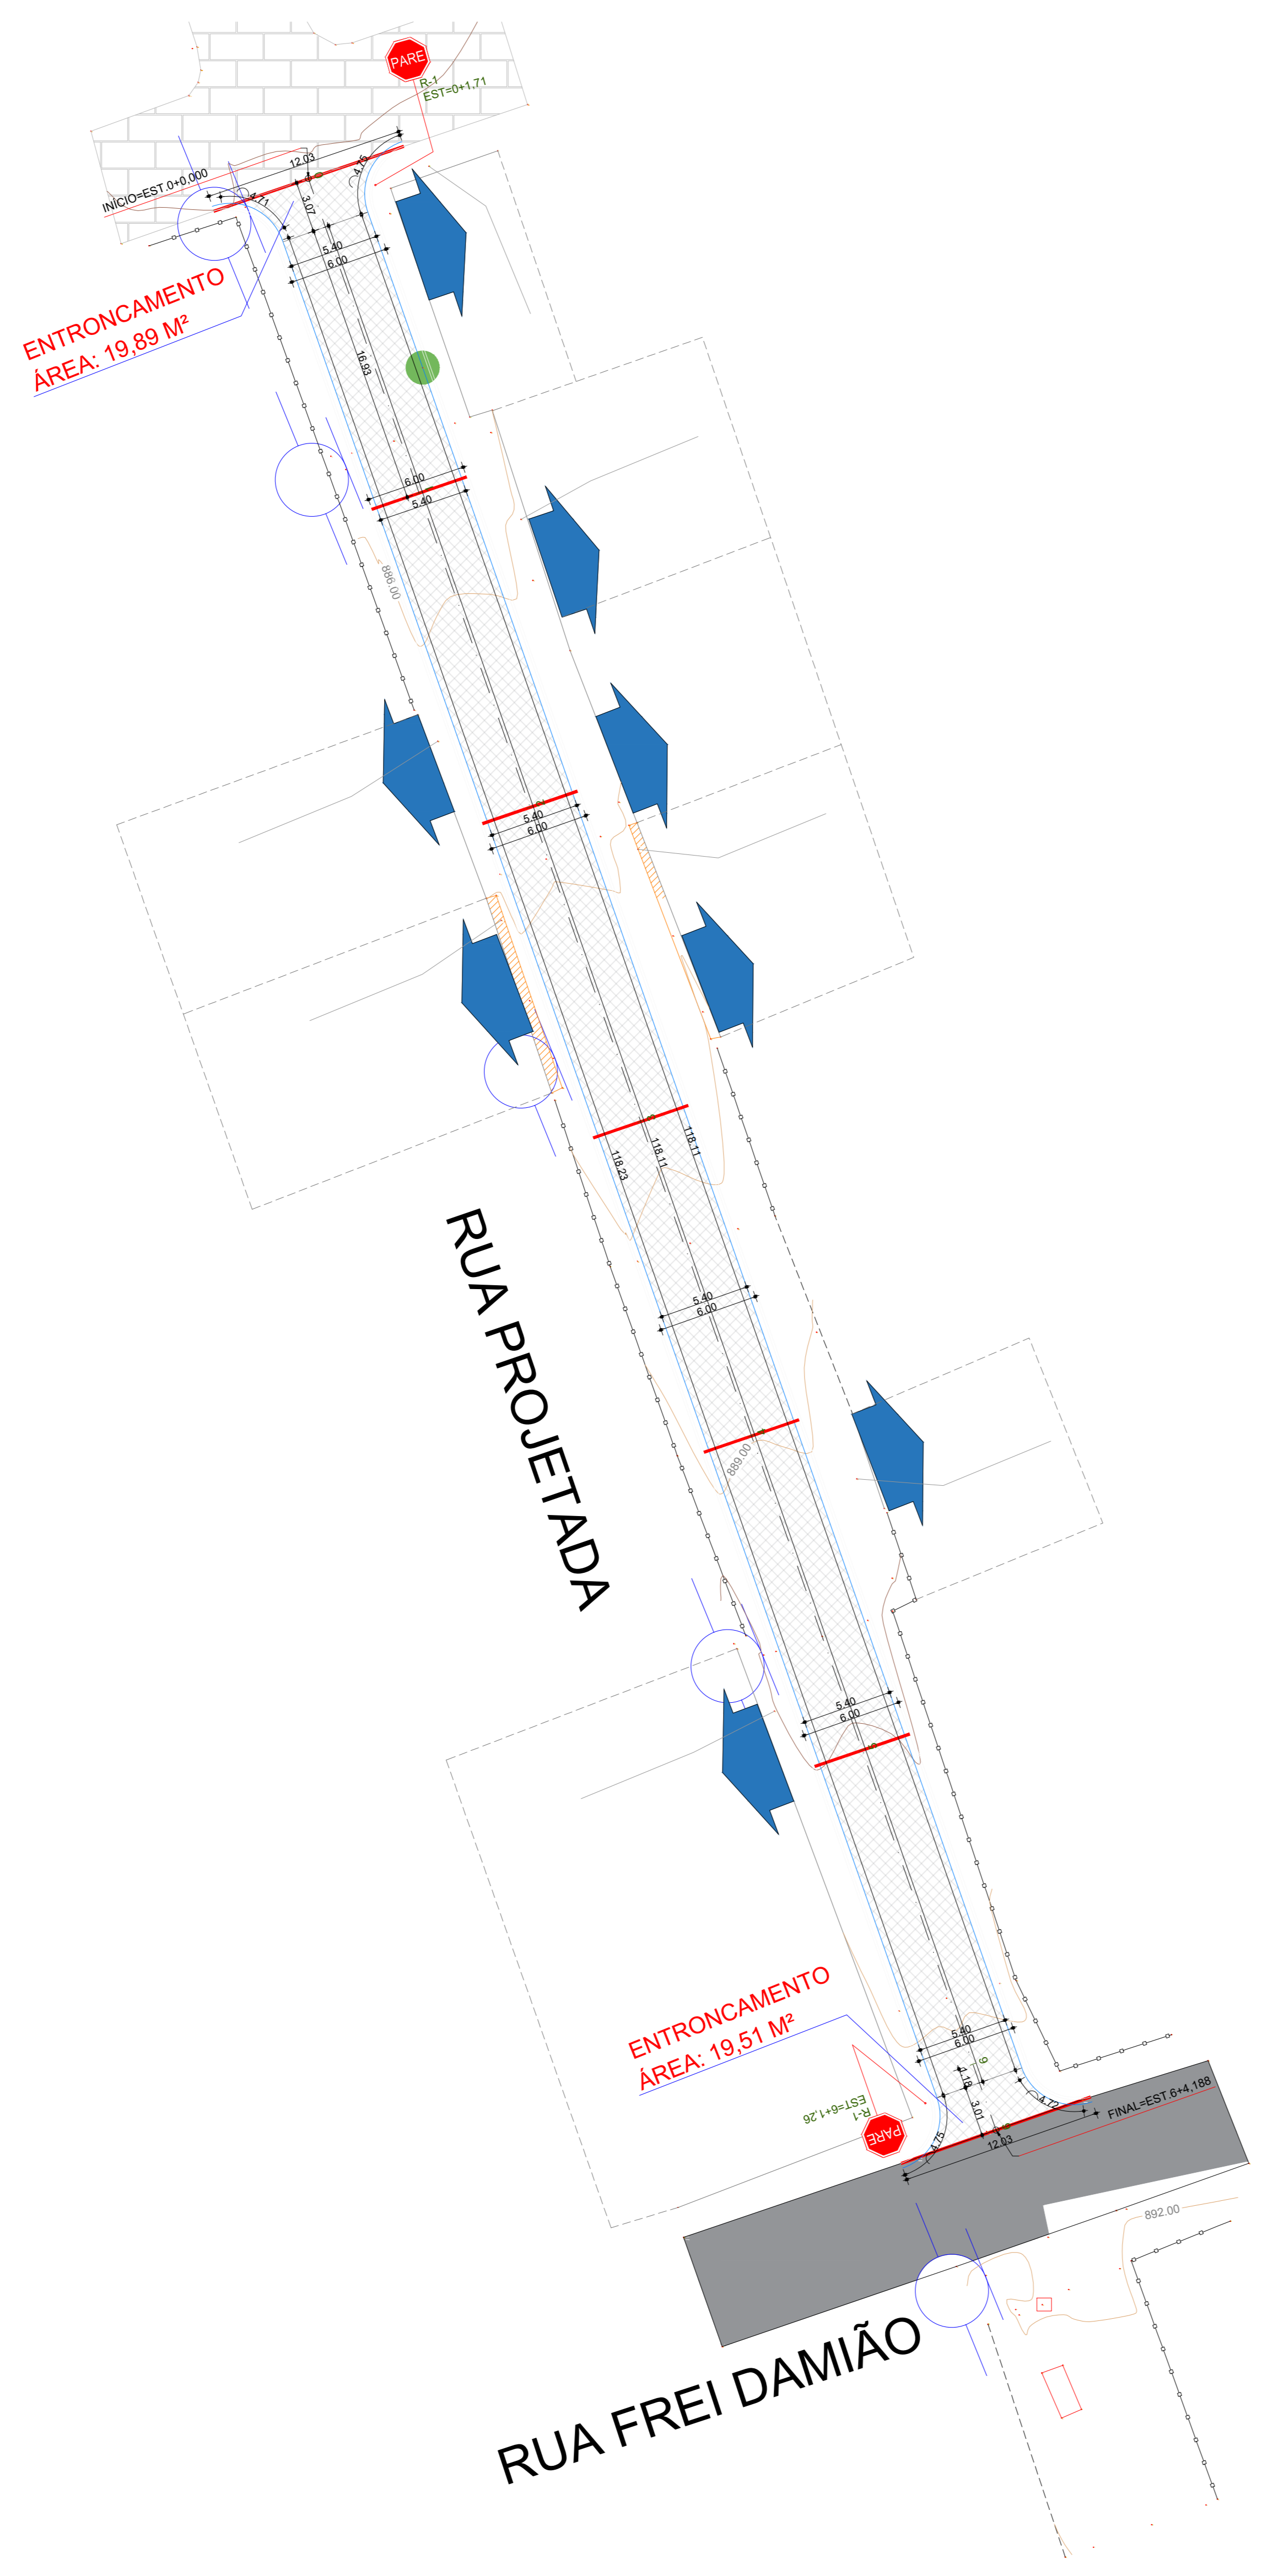 PARE
R-1
EST=0+1,71
12.03
4.75
INÍCIO=EST.0+0,000
4.71
3.07
5.40
6.00
ENTRONCAMENTO
ÁREA: 19,89 M²
16.93
6.00
5.40
886.00
5.40
6.00
118.23
118.11
118.11
RUA PROJETADA
5.40
6.00
889.00
5.40
6.00
ENTRONCAMENTO
ÁREA: 19,51 M²
5.40
6.00
6
4.18
3.01
4.72
FINAL=EST.6+4,188
R-1
EST=6+1,26
PARE
4.75
12.03
892.00
RUA FREI DAMIÃO